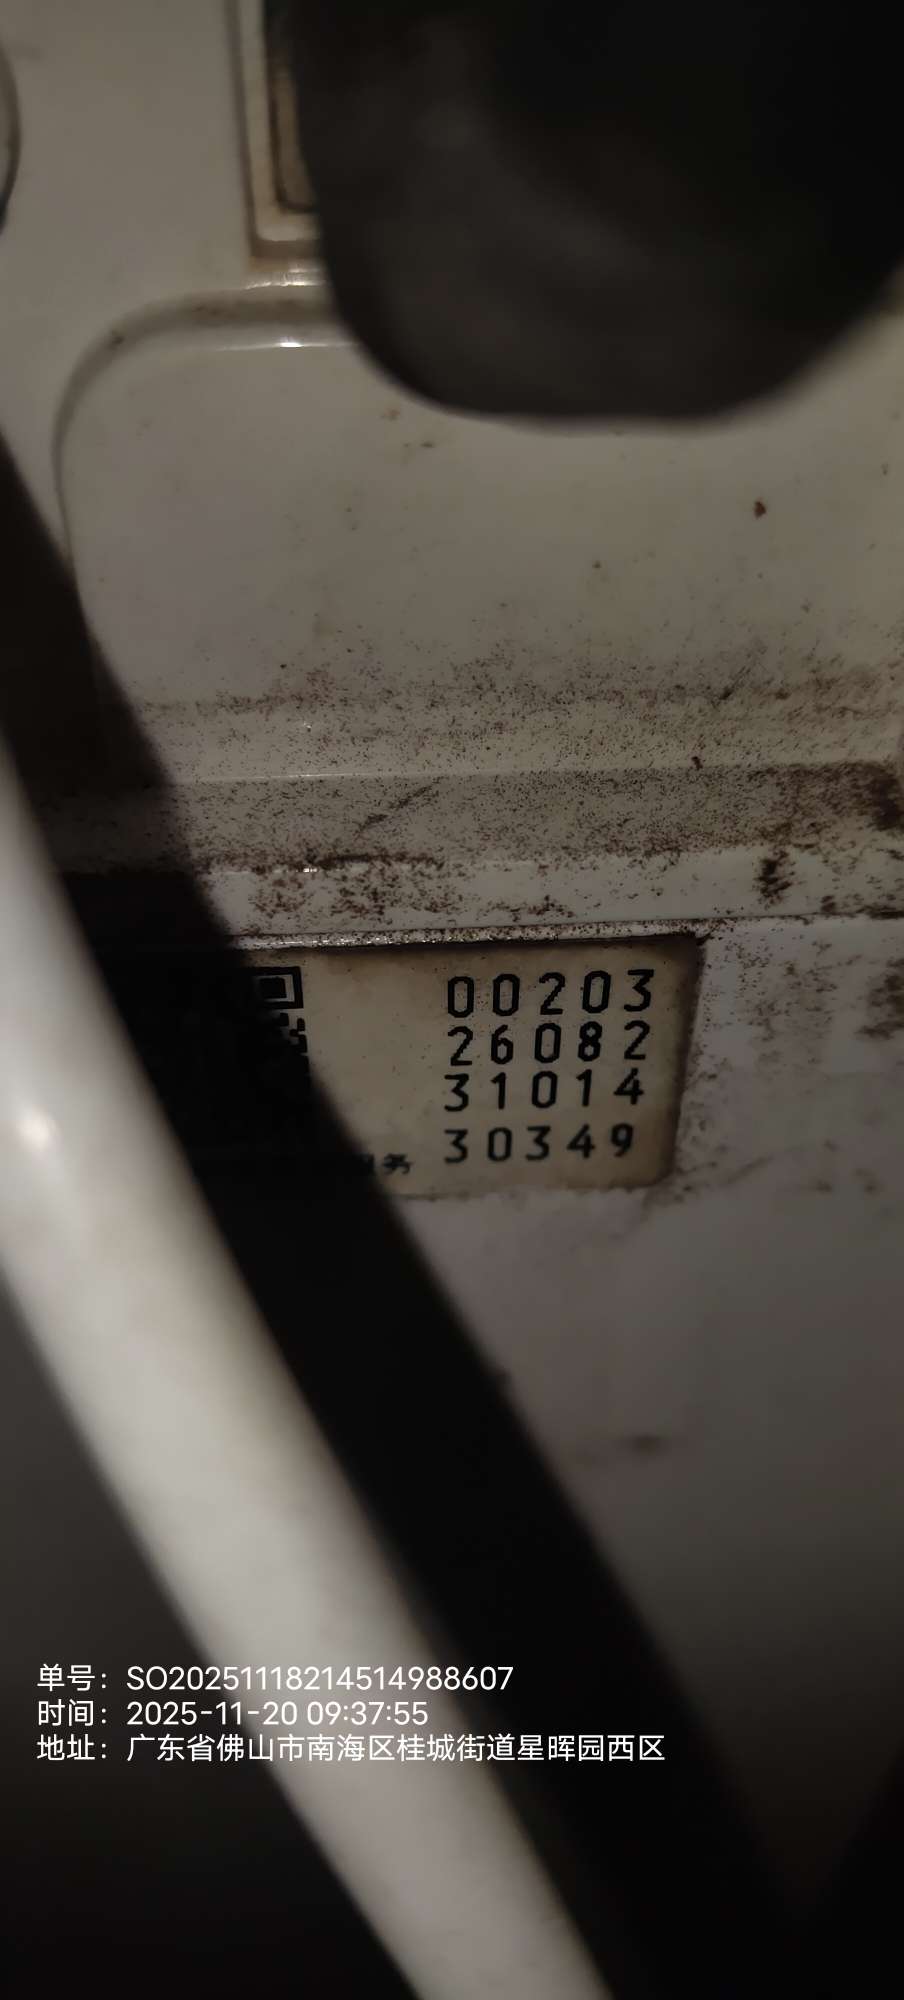 00203
26082
31014
30349
务
单号：SO20251118214514988607
时间：2025-11-20 09:37:55
地址：广东省佛山市南海区桂城街道星晖园西区